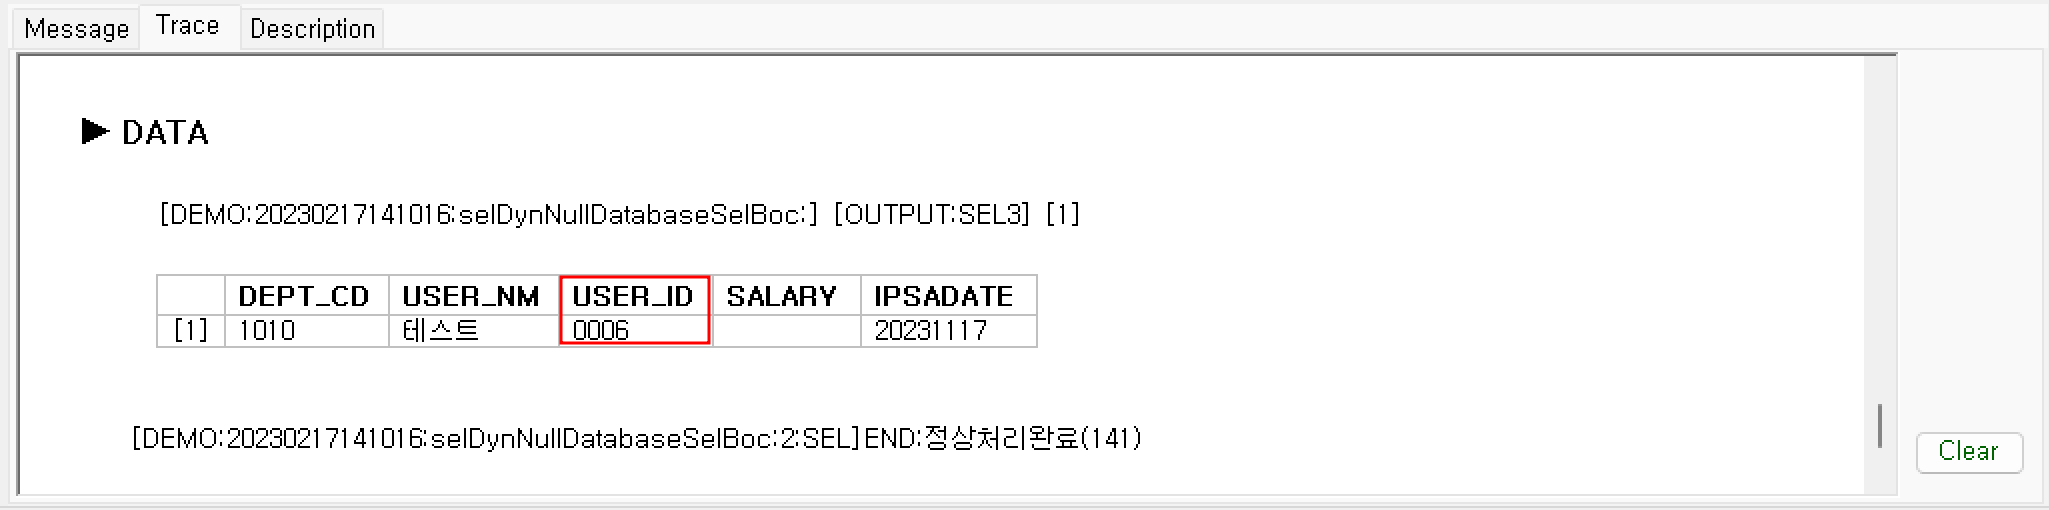 Message Trace Description
▶ DATA
[DEMO:20230217141016:selDynNullDatabaseSelBoc:] [OUTPUT:SEL3] [1]
DEPT_CD USER_NM USER_ID SALARY IPSADATE
[1] 1010 테스트 0006 20231117
[DEMO:20230217141016:selDynNullDatabaseSelBoc:2:SEL]END:정상처리완료(141)
Clear